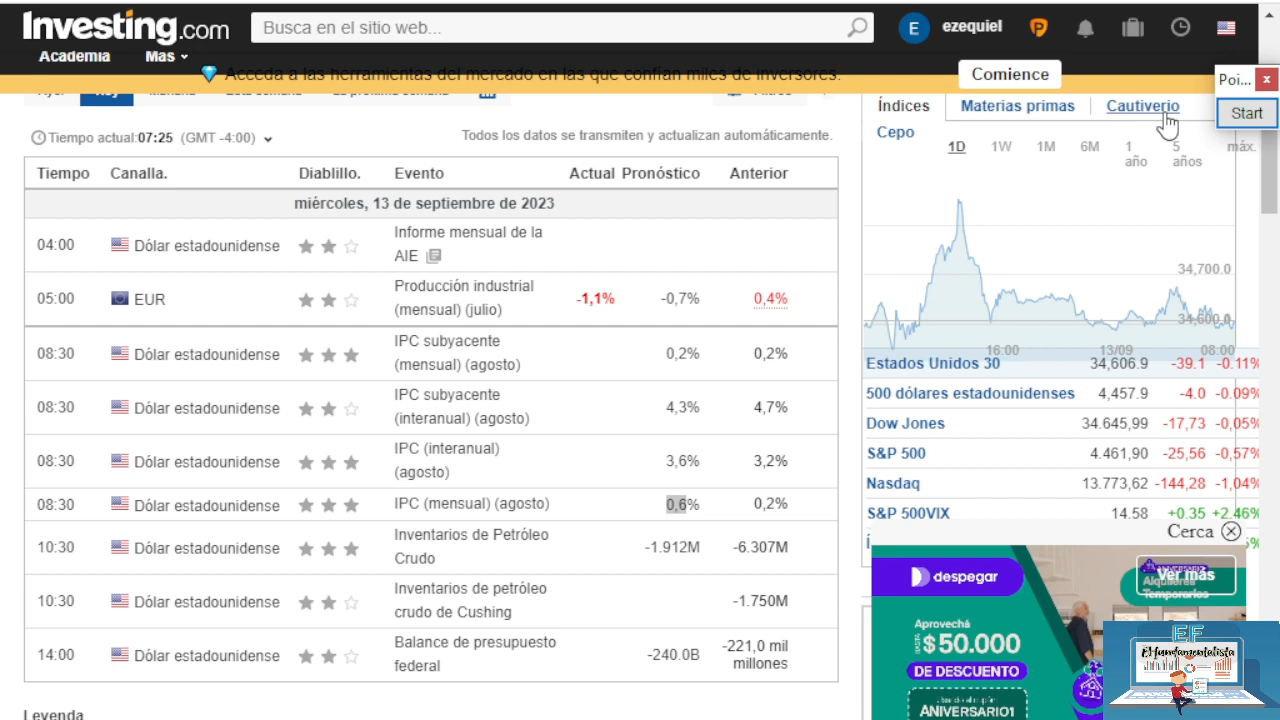 Investing.com
Busca en el sitio web...
E
ezequiel
P
Academia
Mas
Acceda a las herramientas del mercado en las que confían miles de inversores.
Comience
Poi...
x
Start
Tiempo actual:07:25 (GMT -4:00)
Todos los datos se transmiten y actualizan automáticamente.
Tiempo Canalla. Diablillo. Evento Actual Pronóstico Anterior
miércoles, 13 de septiembre de 2023
04:00 Dólar estadounidense Informe mensual de la
AIE
05:00 EUR Producción industrial
(mensual) (julio) -1,1% -0,7% 0,4%
08:30 Dólar estadounidense IPC subyacente
(mensual) (agosto) 0,2% 0,2%
08:30 Dólar estadounidense IPC subyacente
(interanual) (agosto) 4,3% 4,7%
08:30 Dólar estadounidense IPC (interanual)
(agosto) 3,6% 3,2%
08:30 Dólar estadounidense IPC (mensual) (agosto) 0,6% 0,2%
10:30 Dólar estadounidense Inventarios de Petróleo
Crudo -1.912M -6.307M
10:30 Dólar estadounidense Inventarios de petróleo
crudo de Cushing -1.750M
14:00 Dólar estadounidense Balance de presupuesto
federal -240.0B -221,0 mil
millones
Leyenda
Índices Materias primas Cautiverio
Cepo
1D 1W 1M 6M 1
año 5
años máx.
34,700.0
34,600.0
16:00 13/09 08:00
Estados Unidos 30 34,606.9 -39.1 -0.11%
500 dólares estadounidenses 4,457.9 -4.0 -0.09%
Dow Jones 34.645,99 -17,73 -0,05%
S&P 500 4.461,90 -25,56 -0,57%
Nasdaq 13.773,62 -144,28 -1,04%
S&P 500VIX 14.58 +0.35 +2.46%
Cerca
despegar
Ver más
Alquileres
Temporarios
Aprovechá
HASTA
$50.000
DE DESCUENTO
ANIVERSARIO1
EF
El fundamentalista